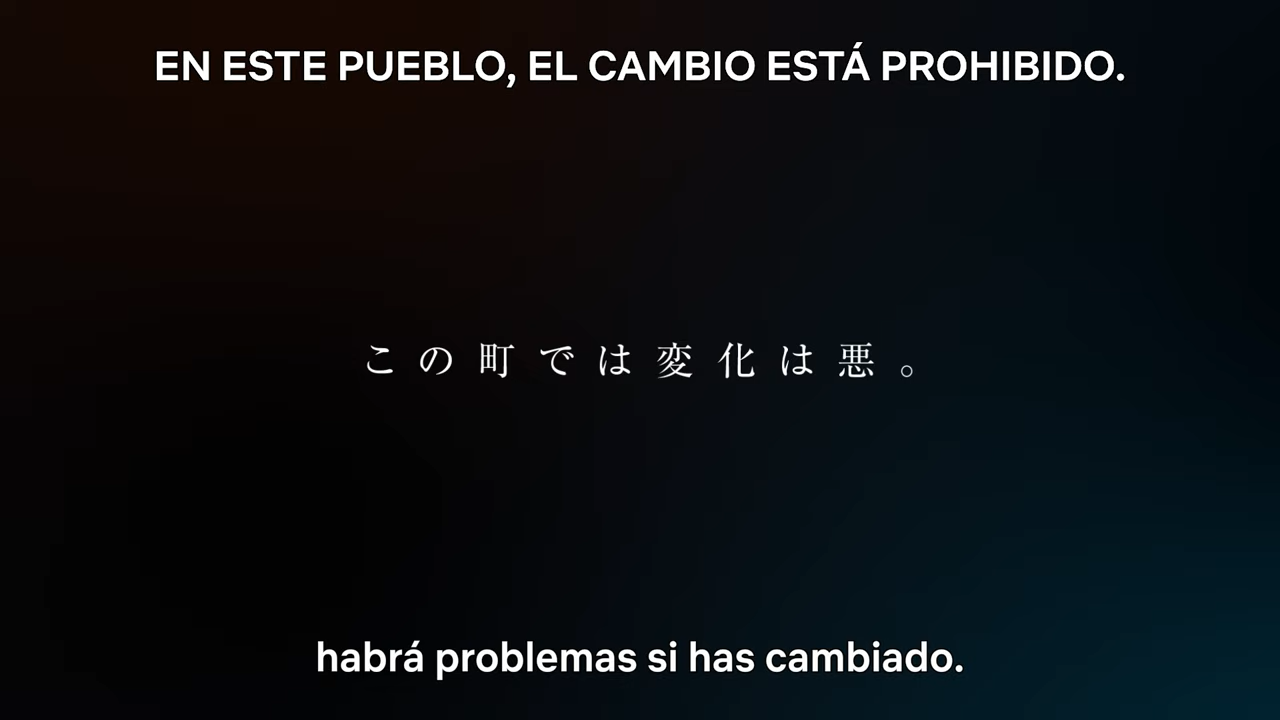 EN ESTE PUEBLO, EL CAMBIO ESTÁ PROHIBIDO.
この町では変化は悪。
habrá problemas si has cambiado.